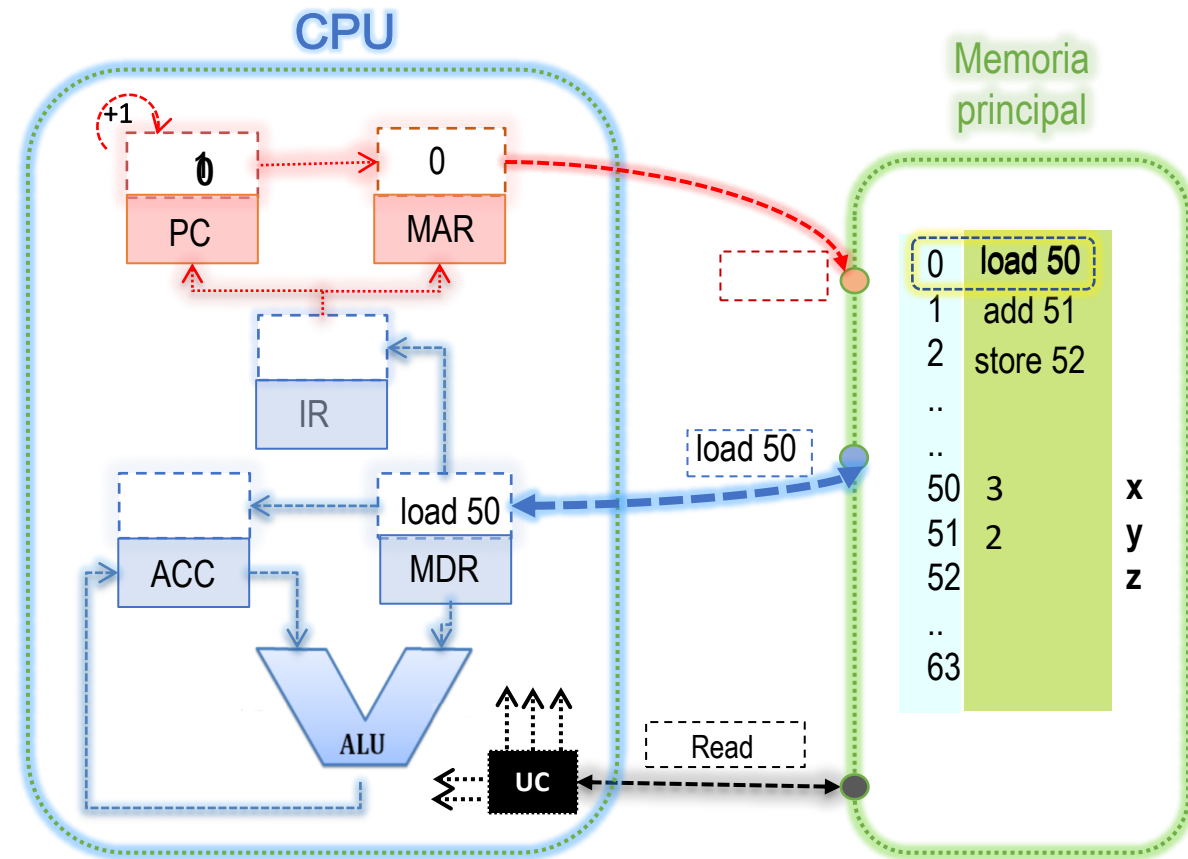 CPU
Memoria
principal
+1
1
0
0
PC
MAR
IR
load 50
load 50
ACC
MDR
ALU
UC
Read
0 load 50
1 add 51
2 store 52
..
..
50 3 x
51 2 y
52 z
..
63